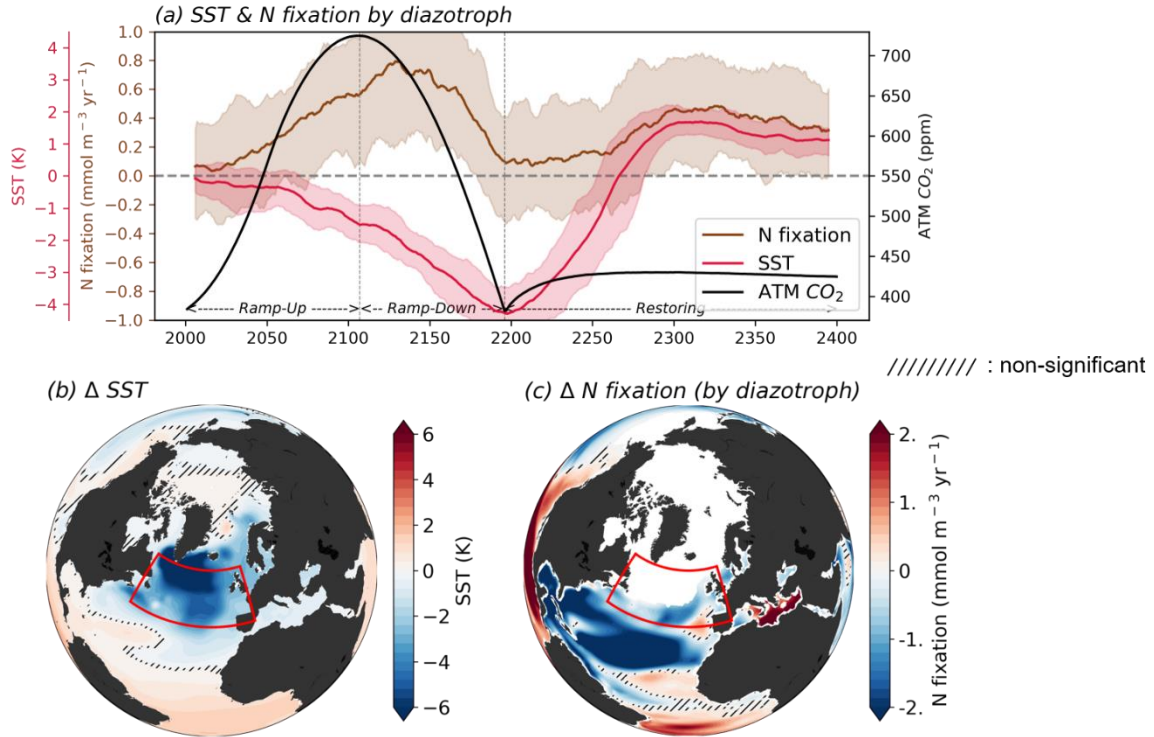 (a) SST & N fixation by diazotroph
SST (K)
4
3
2
1
0
−1
−2
−3
−4
N fixation (mmol m⁻³ yr⁻¹)
1.0
0.8
0.6
0.4
0.2
0.0
−0.2
−0.4
−0.6
−0.8
−1.0
ATM CO₂ (ppm)
700
650
600
550
500
450
400
N fixation
SST
ATM CO₂
Ramp-Up
Ramp-Down
Restoring
2000 2050 2100 2150 2200 2250 2300 2350 2400
///////// : non-significant
(b) Δ SST
6
4
2
0
−2
−4
−6
SST (K)
(c) Δ N fixation (by diazotroph)
2.
1.
0
-1.
-2.
N fixation (mmol m⁻³ yr⁻¹)